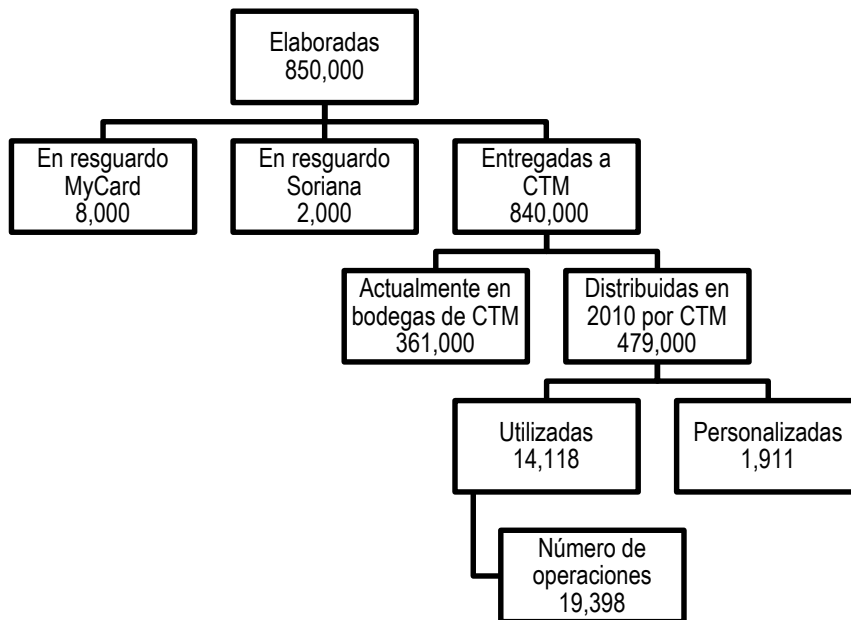 Elaboradas
850,000
En resguardo
MyCard
8,000
En resguardo
Soriana
2,000
Entregadas a
CTM
840,000
Actualmente en
bodegas de CTM
361,000
Distribuidas en
2010 por CTM
479,000
Utilizadas
14,118
Personalizadas
1,911
Número de
operaciones
19,398